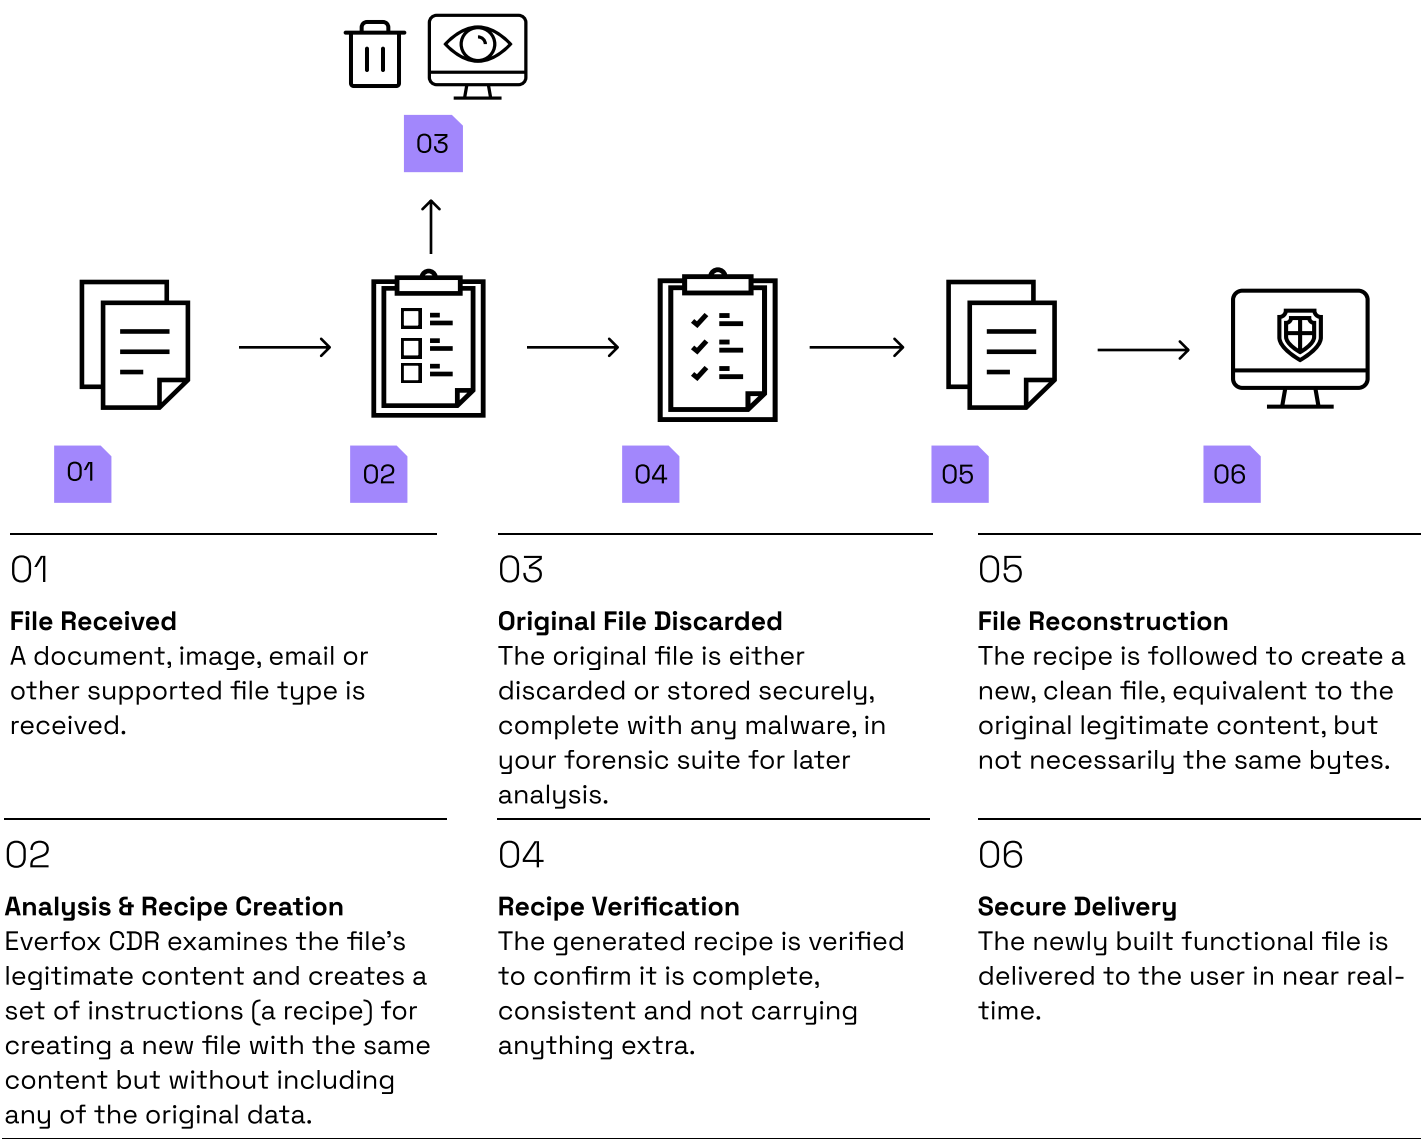 03
01
02
04
05
06
01
File Received
A document, image, email or
other supported file type is
received.
02
Analysis & Recipe Creation
Everfox CDR examines the file’s
legitimate content and creates a
set of instructions (a recipe) for
creating a new file with the same
content but without including
any of the original data.
03
Original File Discarded
The original file is either
discarded or stored securely,
complete with any malware, in
your forensic suite for later
analysis.
04
Recipe Verification
The generated recipe is verified
to confirm it is complete,
consistent and not carrying
anything extra.
05
File Reconstruction
The recipe is followed to create a
new, clean file, equivalent to the
original legitimate content, but
not necessarily the same bytes.
06
Secure Delivery
The newly built functional file is
delivered to the user in near real-
time.